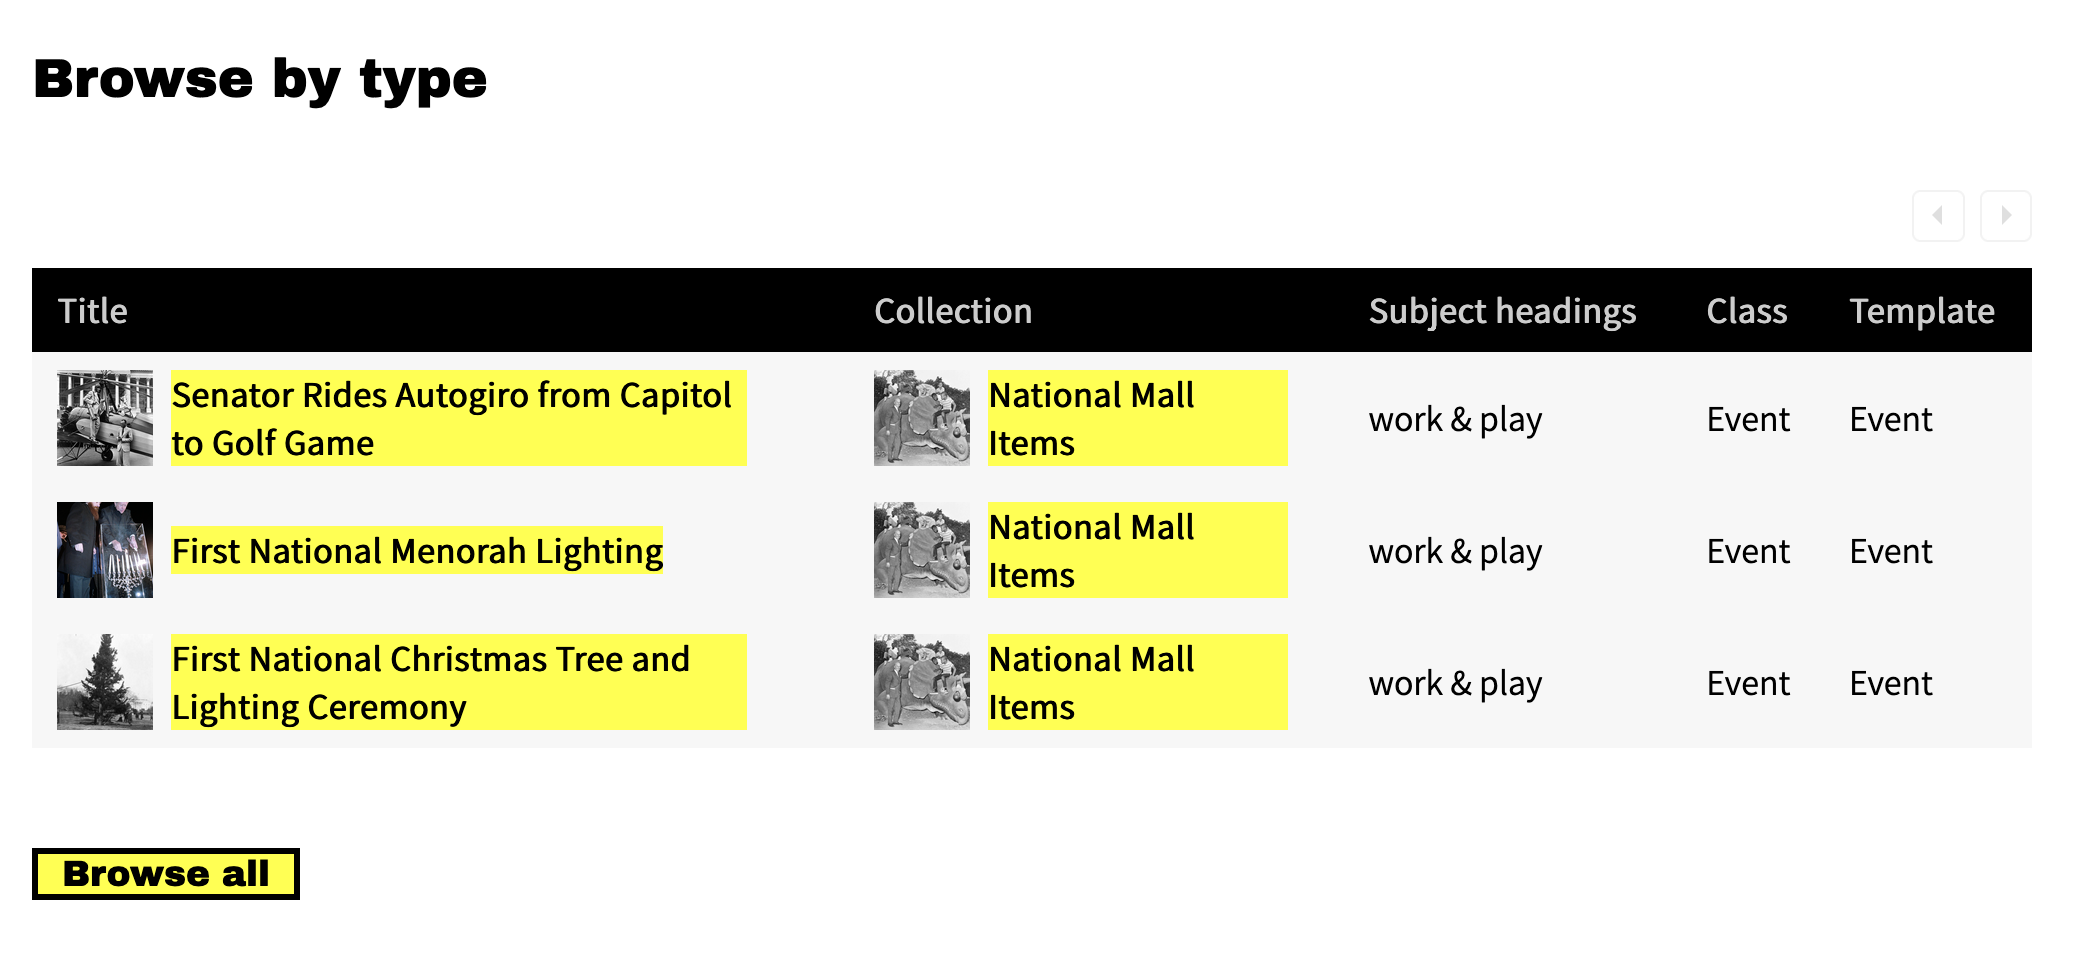 Browse by type
Title Collection Subject headings Class Template
Senator Rides Autogiro from Capitol
to Golf Game
National Mall
Items
work & play
Event
Event
First National Menorah Lighting
National Mall
Items
work & play
Event
Event
First National Christmas Tree and
Lighting Ceremony
National Mall
Items
work & play
Event
Event
Browse all